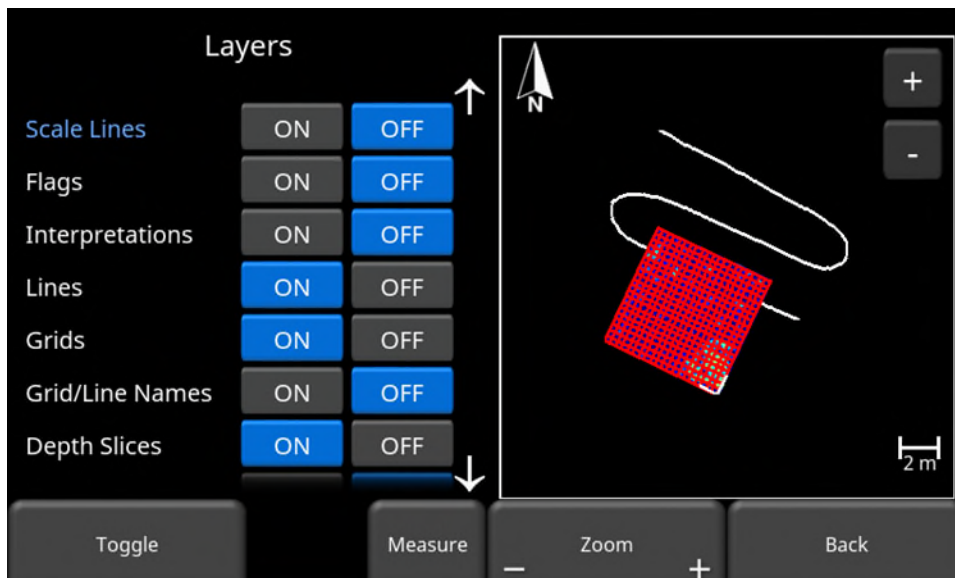 Layers
Scale Lines ON OFF
Flags ON OFF
Interpretations ON OFF
Lines ON OFF
Grids ON OFF
Grid/Line Names ON OFF
Depth Slices ON OFF
N
+
-
2 m
Toggle
Measure
− Zoom +
Back